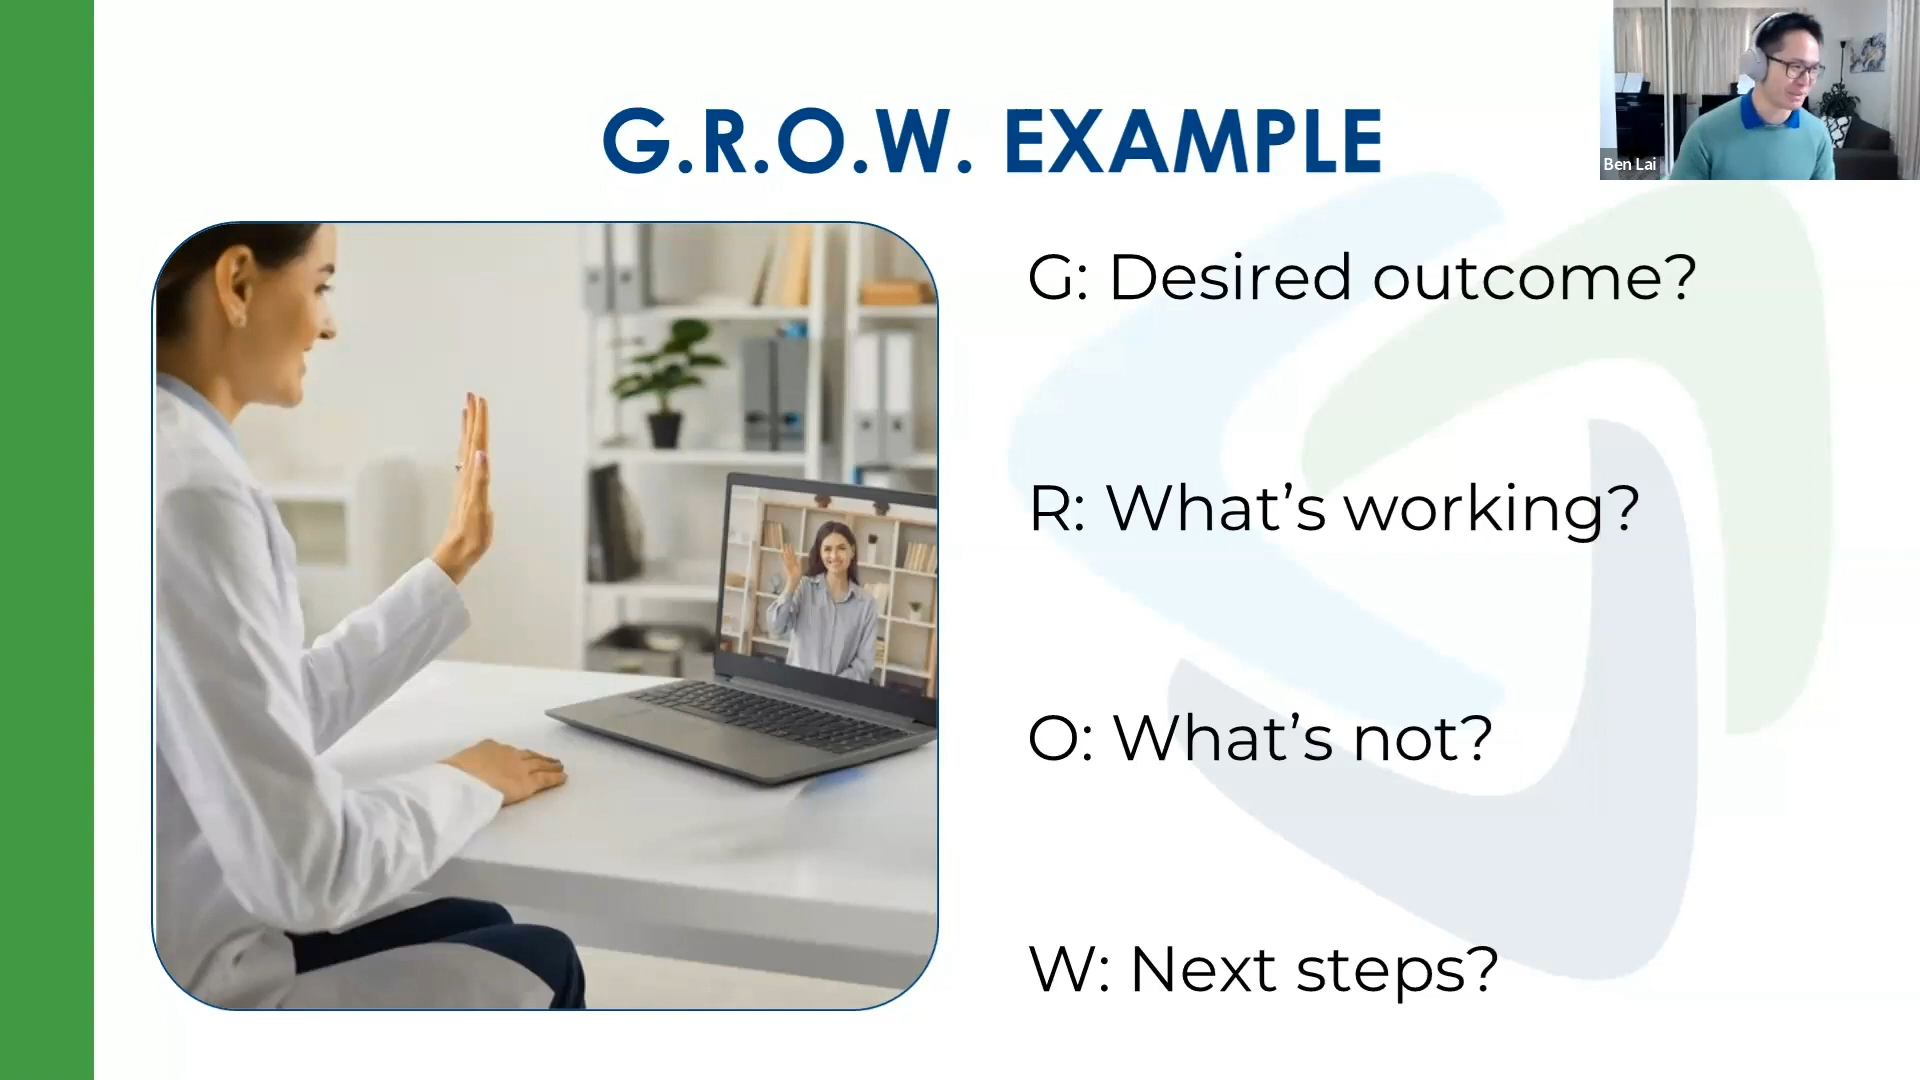 G.R.O.W. EXAMPLE
Ben Lai
G: Desired outcome?
R: What’s working?
O: What’s not?
W: Next steps?